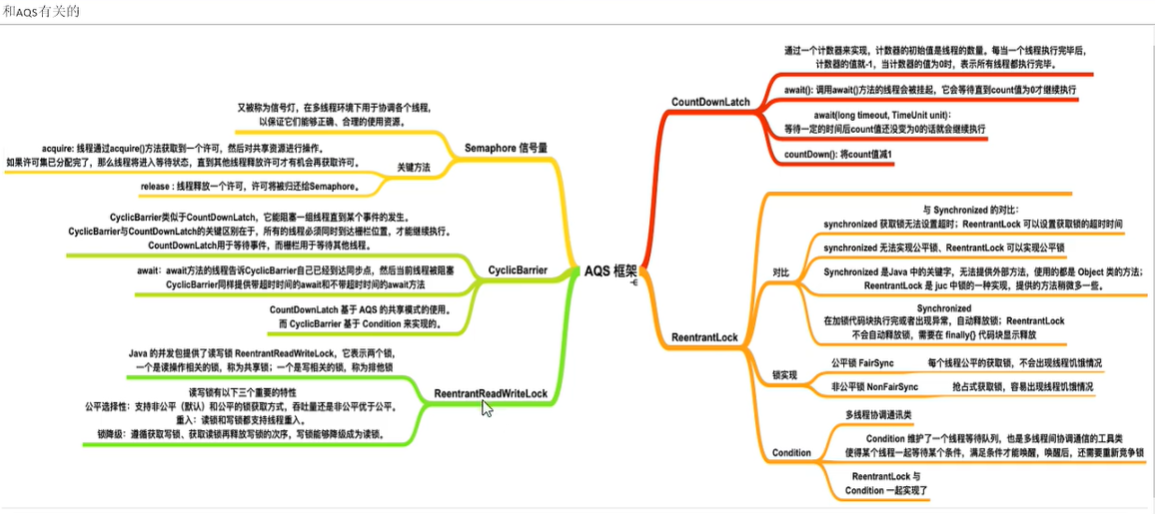 和AQS有关的
AQS 框架
CountDownLatch
通过一个计数器来实现，计数器的初始值是线程的数量。每当一个线程执行完毕后，
计数器的值就-1，当计数器的值为0时，表示所有线程都执行完毕。
await(): 调用await()方法的线程会被挂起，它会等待直到count值为0才继续执行
await(long timeout, TimeUnit unit)：
等待一定的时间后count值还没变为0的话就会继续执行
countDown(): 将count值减1
ReentrantLock
对比
与 Synchronized 的对比：
synchronized 获取锁无法设置超时；ReentrantLock 可以设置获取锁的超时时间
synchronized 无法实现公平锁、ReentrantLock 可以实现公平锁
Synchronized 是Java 中的关键字，无法提供外部方法，使用的都是 Object 类的方法；
ReentrantLock 是 juc 中锁的一种实现，提供的方法稍微多一些。
Synchronized
在加锁代码块执行完或者出现异常，自动释放锁；ReentrantLock
不会自动释放锁，需要在 finally{} 代码块显示释放
锁实现
公平锁 FairSync
每个线程公平的获取锁，不会出现线程饥饿情况
非公平锁 NonFairSync
抢占式获取锁，容易出现线程饥饿情况
Condition
多线程协调通讯类
Condition 维护了一个线程等待队列，也是多线程间协调通信的工具类
使得某个线程一起等待某个条件，满足条件才能唤醒，唤醒后，还需要重新竞争锁
ReentrantLock 与
Condition 一起实现了
Semaphore 信号量
又被称为信号灯，在多线程环境下用于协调各个线程，
以保证它们能够正确、合理的使用资源。
关键方法
acquire: 线程通过acquire()方法获取到一个许可，然后对共享资源进行操作。
如果许可集已分配完了，那么线程将进入等待状态，直到其他线程释放许可才有机会再获取许可。
release : 线程释放一个许可，许可将被归还给Semaphore。
CyclicBarrier
CyclicBarrier类似于CountDownLatch，它能阻塞一组线程直到某个事件的发生。
CyclicBarrier与CountDownLatch的关键区别在于，所有的线程必须同时到达栅栏位置，才能继续执行。
CountDownLatch用于等待事件，而栅栏用于等待其他线程。
await：await方法的线程告诉CyclicBarrier自己已经到达同步点，然后当前线程被阻塞
CyclicBarrier同样提供带超时时间的await和不带超时时间的await方法
CountDownLatch 基于 AQS 的共享模式的使用。
而 CyclicBarrier 基于 Condition 来实现的。
ReentrantReadWriteLock
Java 的并发包提供了读写锁 ReentrantReadWriteLock，它表示两个锁，
一个是读操作相关的锁，称为共享锁；一个是写相关的锁，称为排他锁
读写锁有以下三个重要的特性
公平选择性：支持非公平（默认）和公平的锁获取方式，吞吐量还是非公平优于公平。
重入：读锁和写锁都支持线程重入。
锁降级：遵循获取写锁、获取读锁再释放写锁的次序，写锁能够降级成为读锁。